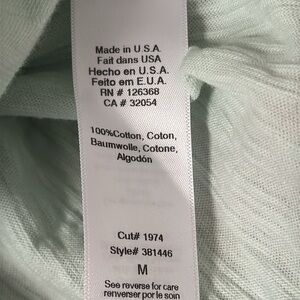 Made in U.S.A.
Fait dans USA
Hecho en U.S.A.
Feito em E.U.A.
RN # 126368
CA # 32054
100%Cotton, Coton,
Baumwolle, Cotone,
Algodón
Cut# 1974
Style# 381446
M
See reverse for care
renverser por le soin